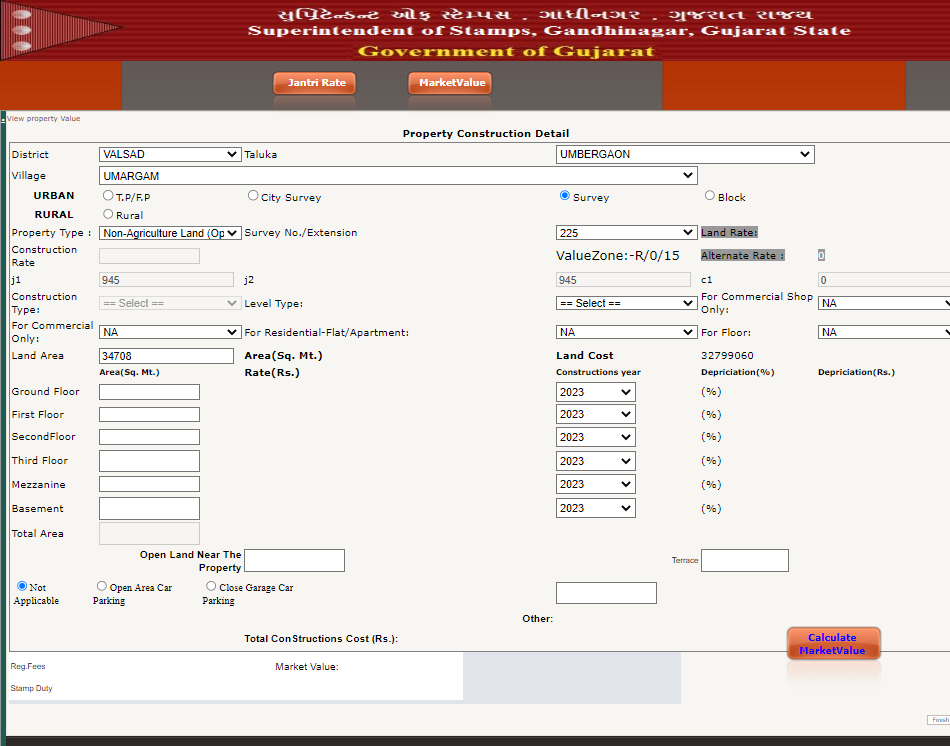 સુપ્રિટેન્ડન્ટ ઓફ સ્ટેમ્પસ , ગાંધીનગર , ગુજરાત રાજ્ય
Superintendent of Stamps, Gandhinagar, Gujarat State
Government of Gujarat
Jantri Rate MarketValue
View property Value
Property Construction Detail
District VALSAD Taluka UMBERGAON
Village UMARGAM
URBAN T.P/F.P City Survey Survey Block
RURAL Rural
Property Type : Non-Agriculture Land (Op Survey No./Extension 225 Land Rate:
Construction Rate ValueZone:-R/0/15 Alternate Rate : 0
j1 945 j2 945 c1 0
Construction Type: == Select == Level Type: == Select == For Commercial Shop Only: NA
For Commercial Only: NA For Residential-Flat/Apartment: NA For Floor: NA
Land Area 34708 Area(Sq. Mt.) Land Cost 32799060
Area(Sq. Mt.) Rate(Rs.) Constructions year Depriciation(%) Depriciation(Rs.)
Ground Floor 2023 (%)
First Floor 2023 (%)
SecondFloor 2023 (%)
Third Floor 2023 (%)
Mezzanine 2023 (%)
Basement 2023 (%)
Total Area
Open Land Near The Property Terrace
Not Applicable Open Area Car Parking Close Garage Car Parking
Other:
Total ConStructions Cost (Rs.):
Calculate MarketValue
Reg.Fees Market Value:
Stamp Duty
Finish